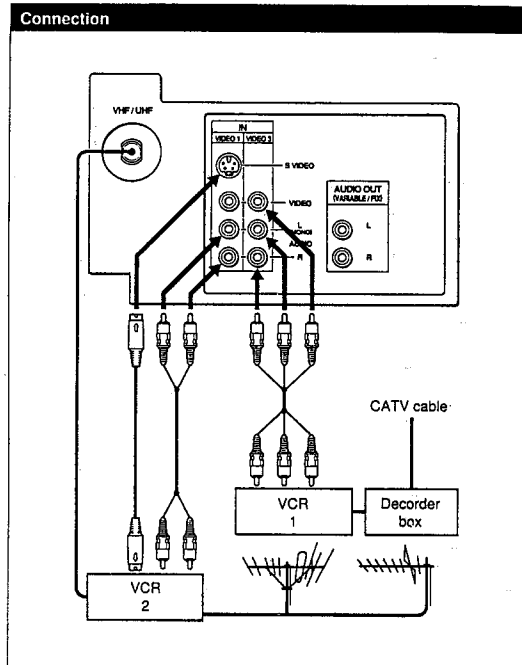 Connection
VHF / UHF
IN
VIDEO 1 VIDEO 3
S VIDEO
VIDEO
L
(MONO)
AUDIO
R
AUDIO OUT
(VARIABLE / FIX)
L
R
CATV cable
VCR
1
Decorder
box
VCR
2